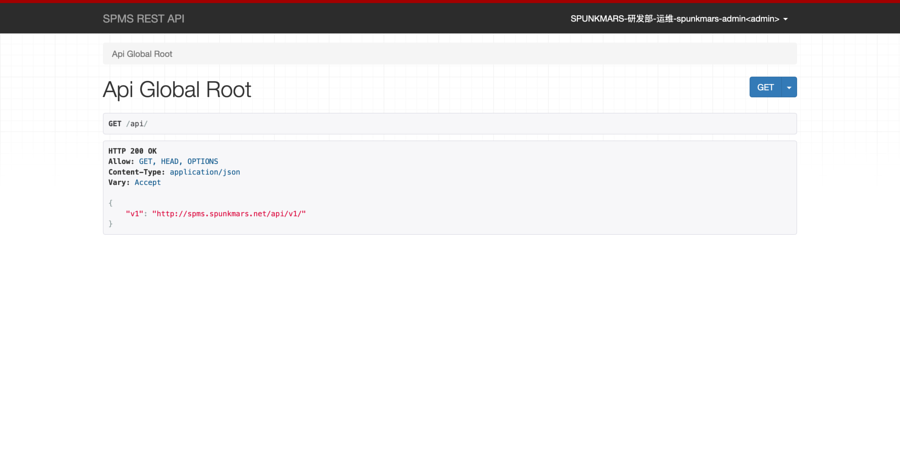 SPMS REST API
SPUNKMARS-研发部-运维-spunkmars-admin<admin>
Api Global Root
Api Global Root
GET
GET /api/
HTTP 200 OK
Allow: GET, HEAD, OPTIONS
Content-Type: application/json
Vary: Accept
{
"v1": "http://spms.spunkmars.net/api/v1/"
}